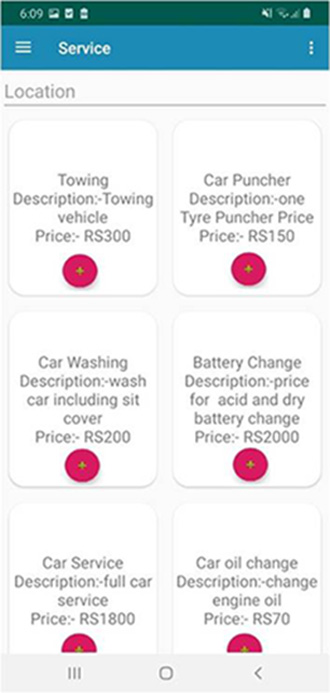 6:09
Service
Location
Towing
Description:-Towing
vehicle
Price:- RS300
Car Puncher
Description:-one
Tyre Puncher Price
Price:- RS150
Car Washing
Description:-wash
car including sit
cover
Price:- RS200
Battery Change
Description:-price
for acid and dry
battery change
Price:- RS2000
Car Service
Description:-full car
service
Price:- RS1800
Car oil change
Description:-change
engine oil
Price:- RS70